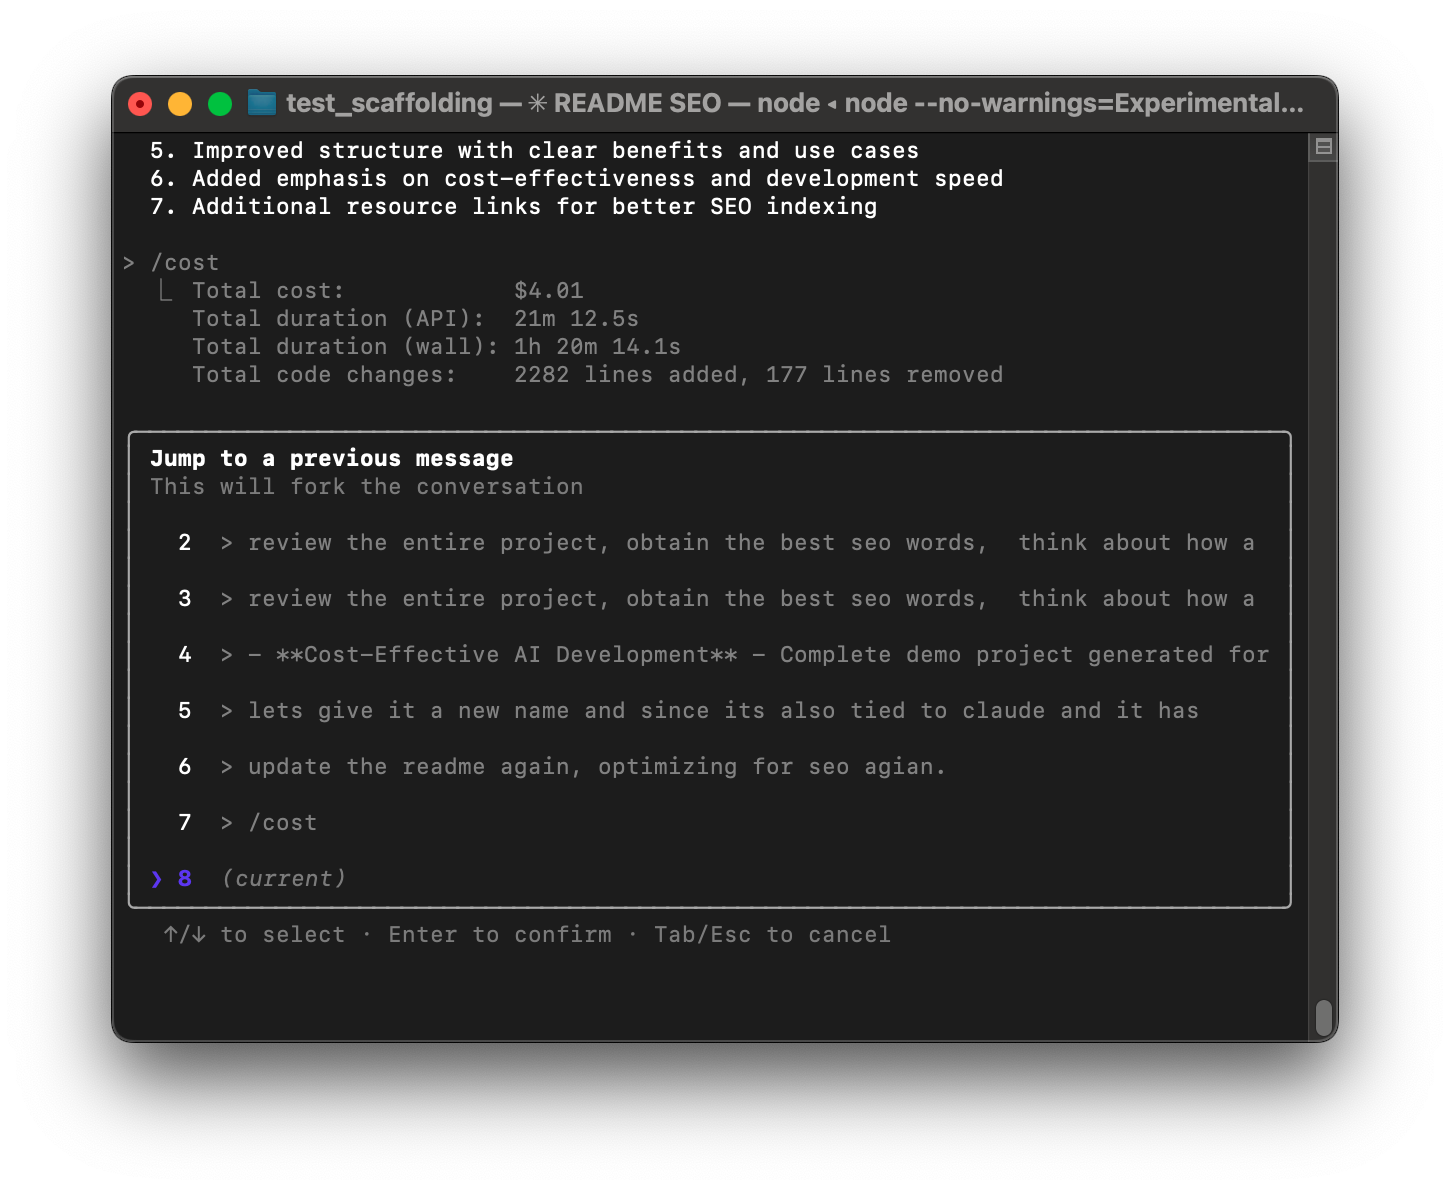 test_scaffolding — ✳ README SEO — node ◂ node --no-warnings=Experimental...
5. Improved structure with clear benefits and use cases
6. Added emphasis on cost-effectiveness and development speed
7. Additional resource links for better SEO indexing
> /cost
⎿ Total cost: $4.01
Total duration (API): 21m 12.5s
Total duration (wall): 1h 20m 14.1s
Total code changes: 2282 lines added, 177 lines removed
Jump to a previous message
This will fork the conversation
2 > review the entire project, obtain the best seo words,  think about how a
3 > review the entire project, obtain the best seo words,  think about how a
4 > - **Cost-Effective AI Development** - Complete demo project generated for
5 > lets give it a new name and since its also tied to claude and it has
6 > update the readme again, optimizing for seo agian.
7 > /cost
❯ 8 (current)
↑/↓ to select · Enter to confirm · Tab/Esc to cancel